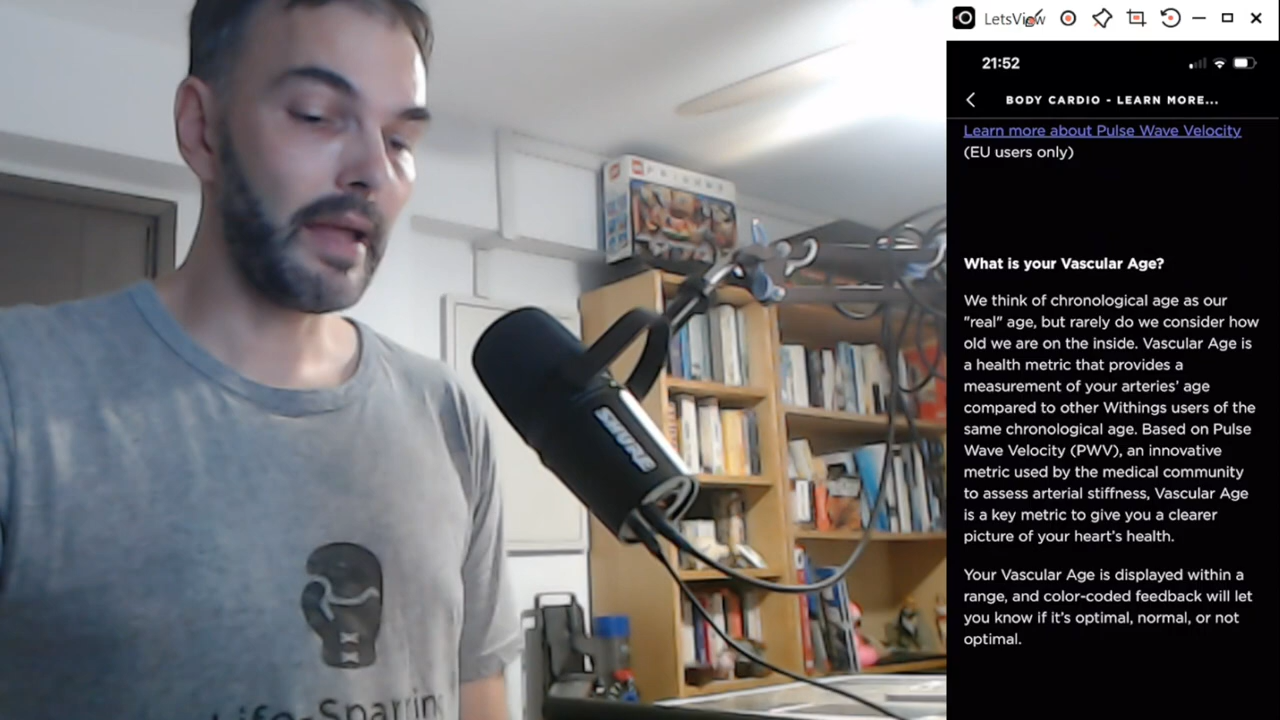 LetsView
21:52
BODY CARDIO - LEARN MORE...
Learn more about Pulse Wave Velocity
(EU users only)
What is your Vascular Age?
We think of chronological age as our
"real" age, but rarely do we consider how
old we are on the inside. Vascular Age is
a health metric that provides a
measurement of your arteries’ age
compared to other Withings users of the
same chronological age. Based on Pulse
Wave Velocity (PWV), an innovative
metric used by the medical community
to assess arterial stiffness, Vascular Age
is a key metric to give you a clearer
picture of your heart’s health.
Your Vascular Age is displayed within a
range, and color-coded feedback will let
you know if it’s optimal, normal, or not
optimal.
FRIENDS
SHURE
Life-Sparring